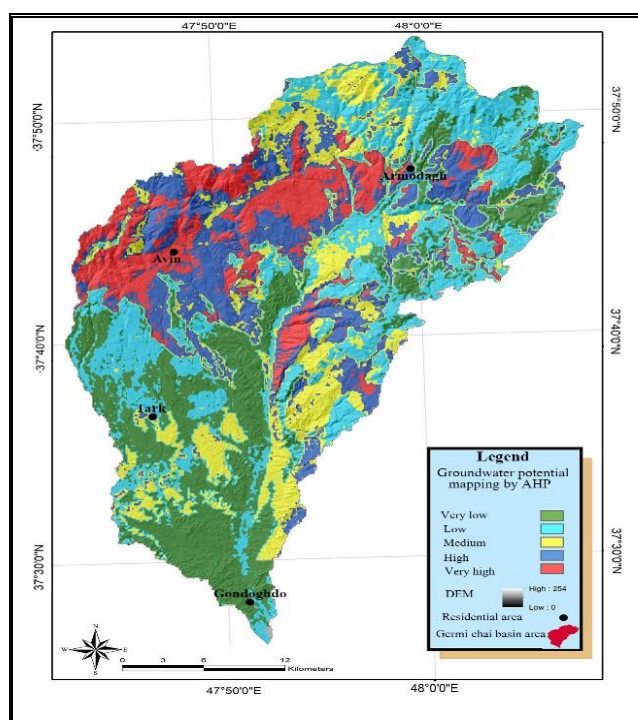 47°50'0"E
48°0'0"E
37°50'0"N
37°50'0"N
Armodagh
Avin
37°40'0"N
37°40'0"N
Tark
Legend
Groundwater potential
mapping by AHP
Very low
Low
Medium
High
Very high
DEM
High : 254
Low : 0
Residential area
Germi chai basin area
37°30'0"N
37°30'0"N
Gondoghdo
N
W
E
S
0 3 6 12
Kilometers
47°50'0"E
48°0'0"E